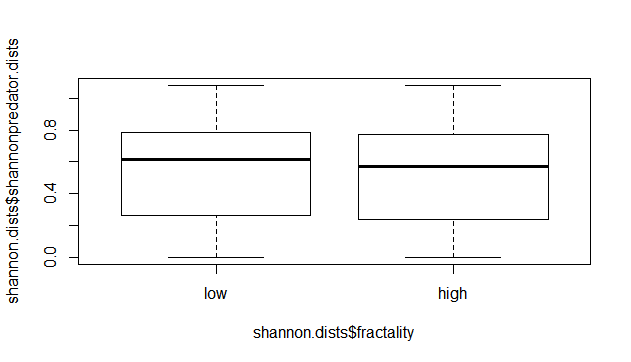 shannon.dists$shannonpredator.dists
0.8
0.4
0.0
low high
shannon.dists$fractality